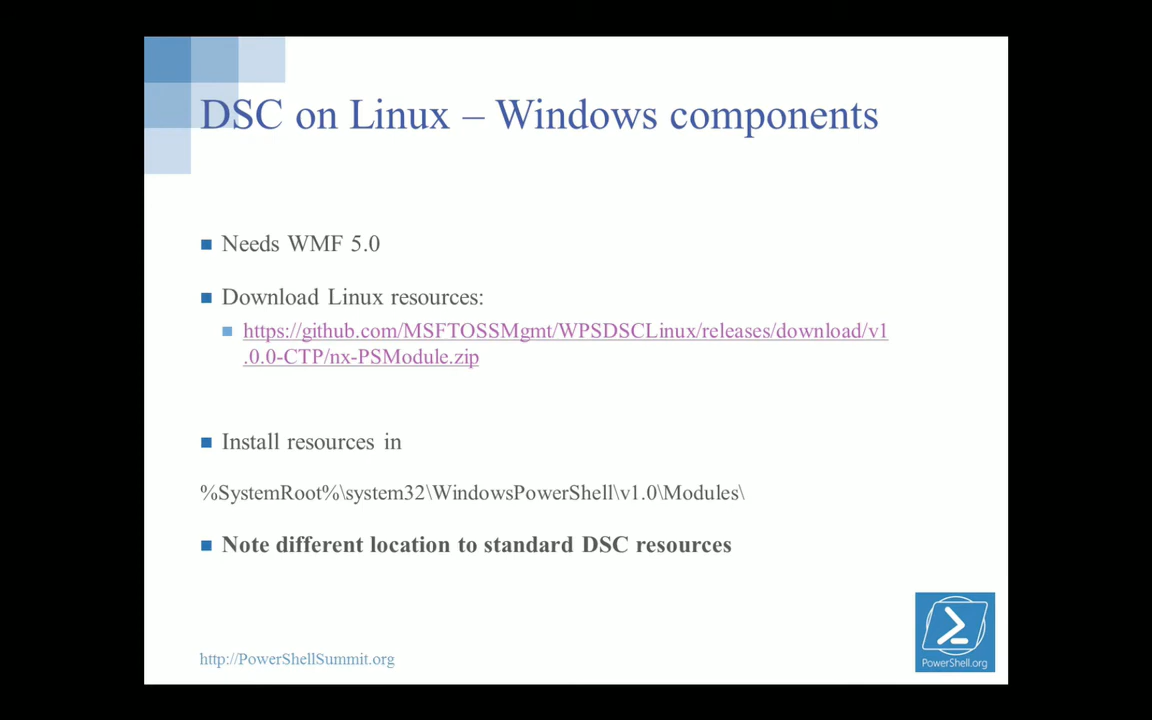 DSC on Linux – Windows components
Needs WMF 5.0
Download Linux resources:
https://github.com/MSFTOSSMgmt/WPSDSCLinux/releases/download/v1
.0.0-CTP/nx-PSModule.zip
Install resources in
%SystemRoot%\system32\WindowsPowerShell\v1.0\Modules\
Note different location to standard DSC resources
http://PowerShellSummit.org
PowerShell.org